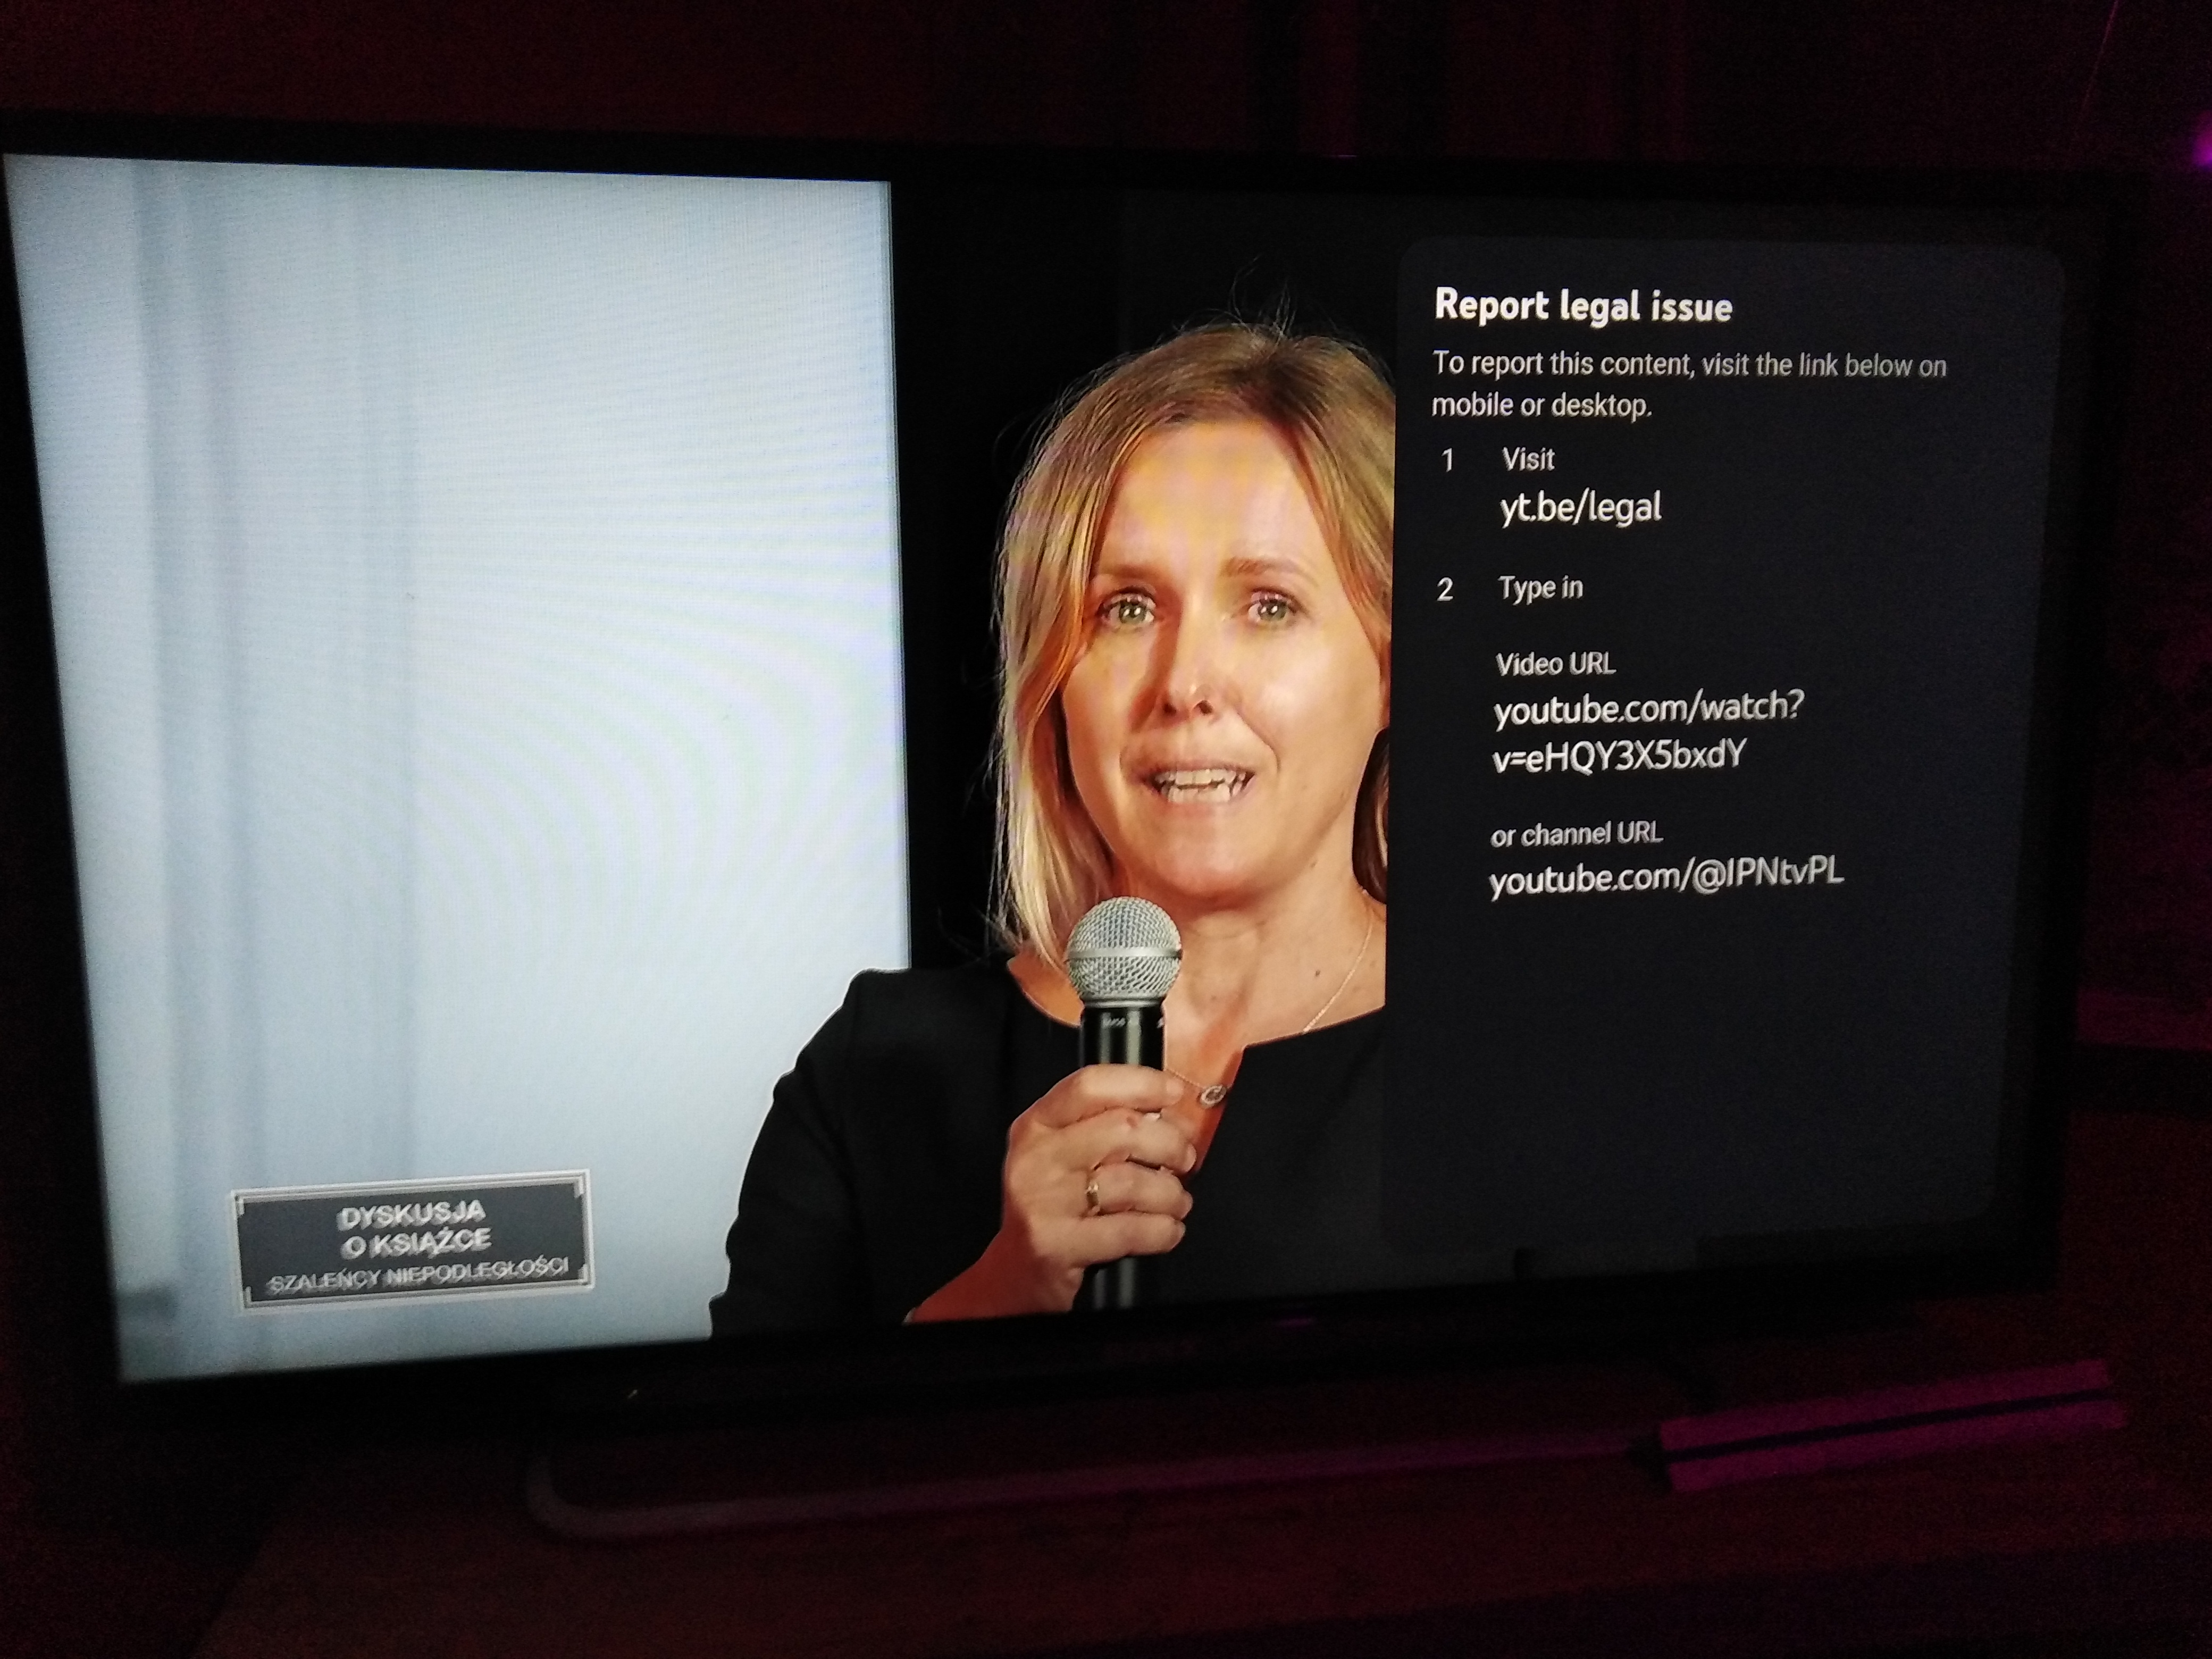 Report legal issue
To report this content, visit the link below on
mobile or desktop.
1 Visit
yt.be/legal
2 Type in
Video URL
youtube.com/watch?
v=eHQY3X5bxdY
or channel URL
youtube.com/@IPNtvPL
DYSKUSJA
O KSIĄŻCE
SZALEŃCY NIEPODLEGŁOŚCI